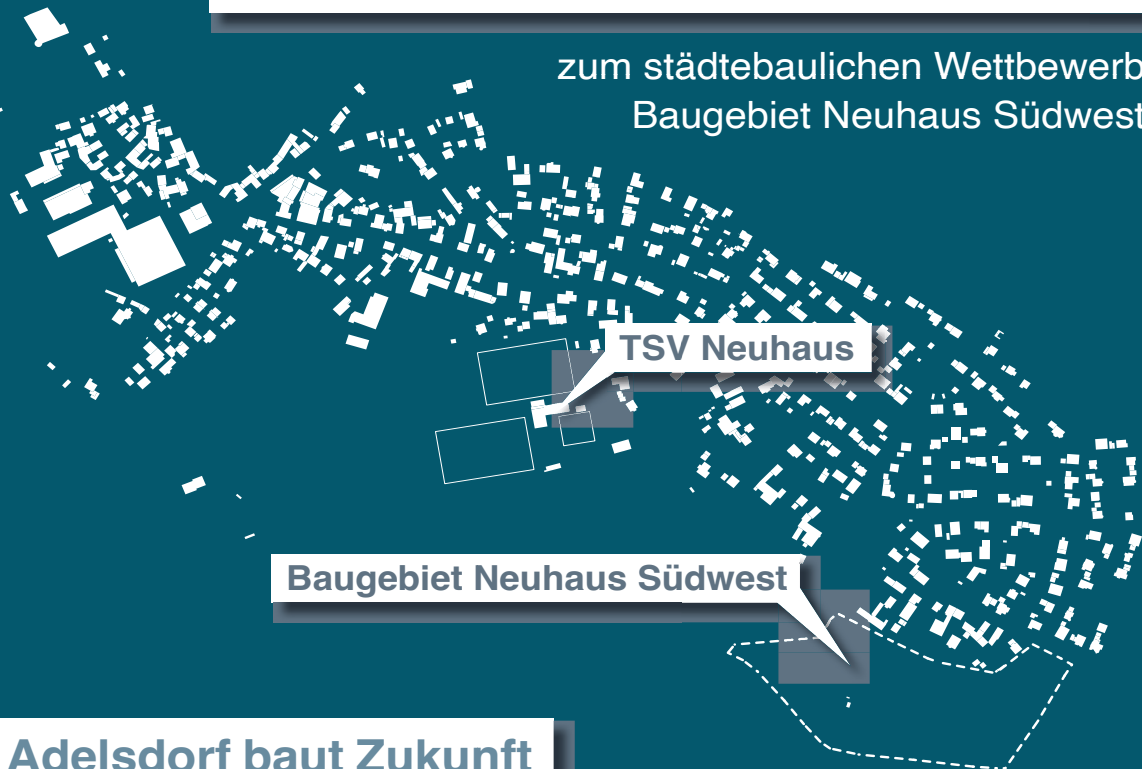 zum städtebaulichen Wettbewerb
Baugebiet Neuhaus Südwest
TSV Neuhaus
Baugebiet Neuhaus Südwest
Adelsdorf baut Zukunft